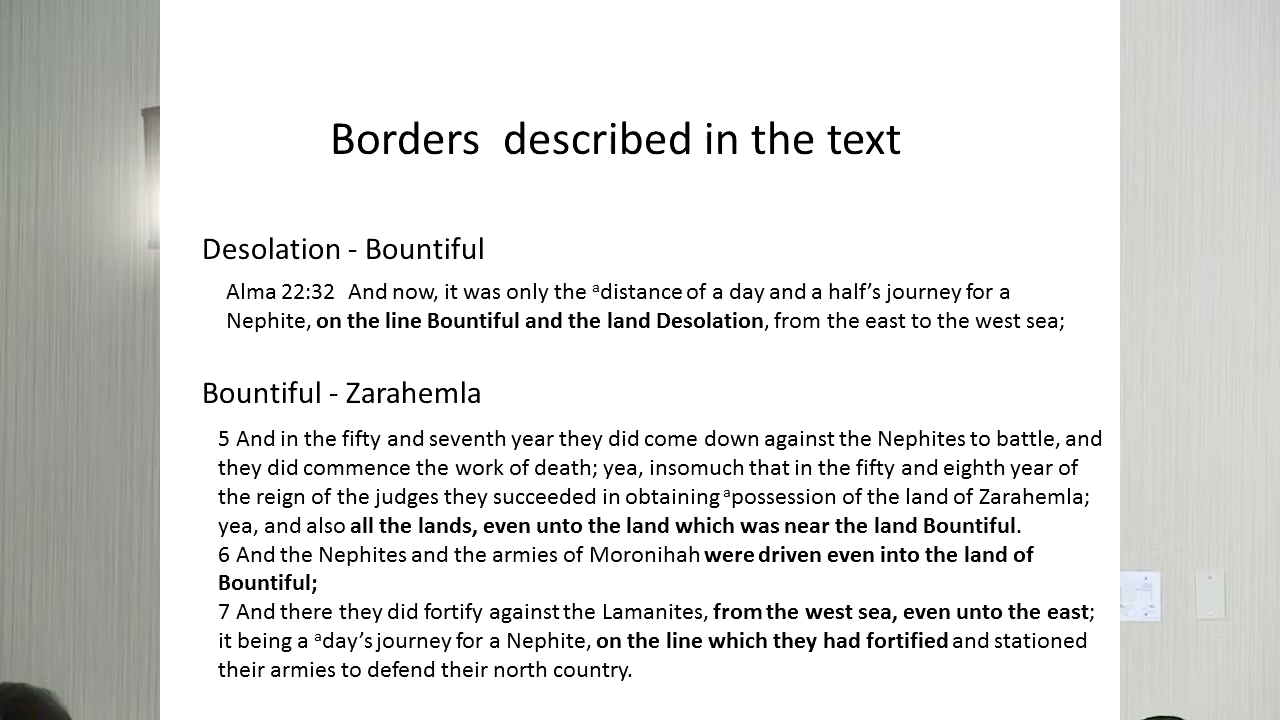 Borders  described in the text
Desolation - Bountiful
Alma 22:32  And now, it was only the ᵃdistance of a day and a half’s journey for a
Nephite, on the line Bountiful and the land Desolation, from the east to the west sea;
Bountiful - Zarahemla
5 And in the fifty and seventh year they did come down against the Nephites to battle, and
they did commence the work of death; yea, insomuch that in the fifty and eighth year of
the reign of the judges they succeeded in obtaining ᵃpossession of the land of Zarahemla;
yea, and also all the lands, even unto the land which was near the land Bountiful.
6 And the Nephites and the armies of Moronihah were driven even into the land of
Bountiful;
7 And there they did fortify against the Lamanites, from the west sea, even unto the east;
it being a ᵃday’s journey for a Nephite, on the line which they had fortified and stationed
their armies to defend their north country.